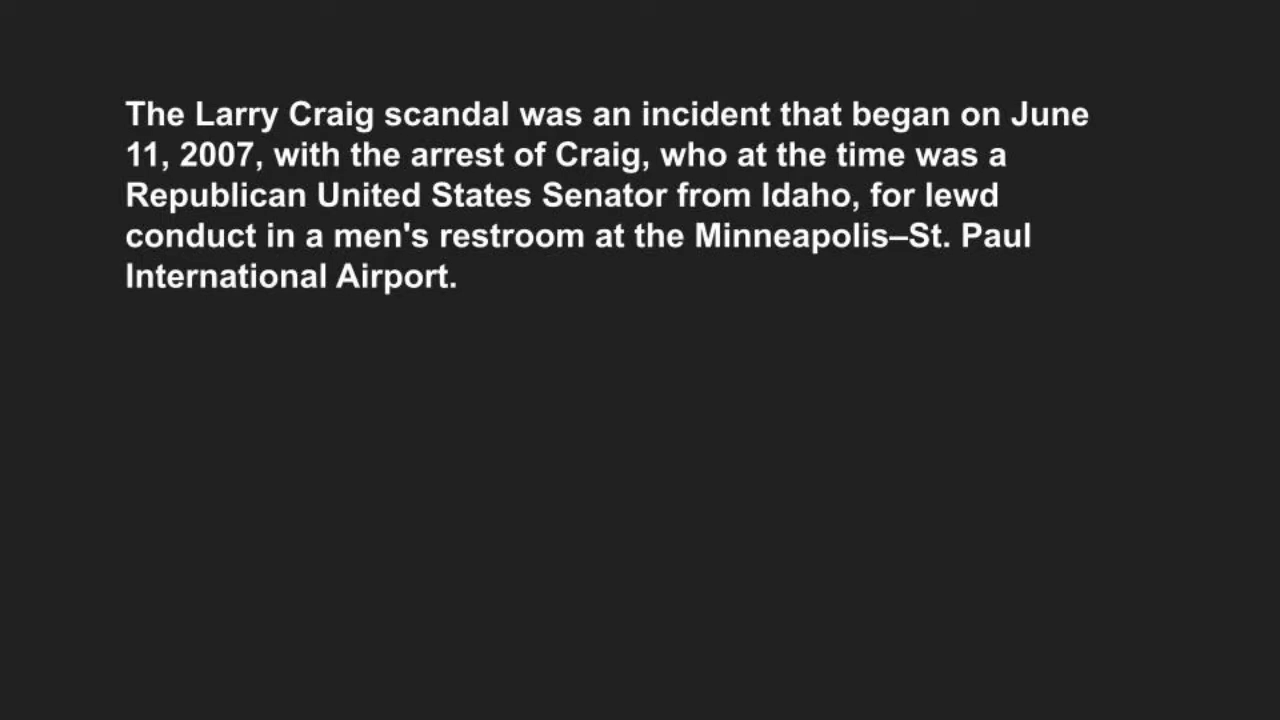 The Larry Craig scandal was an incident that began on June
11, 2007, with the arrest of Craig, who at the time was a
Republican United States Senator from Idaho, for lewd
conduct in a men's restroom at the Minneapolis–St. Paul
International Airport.